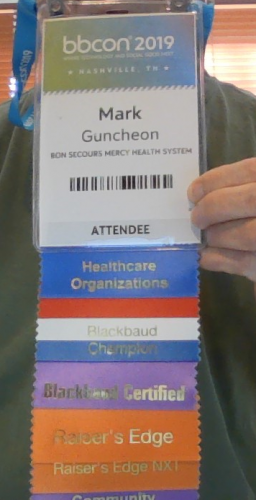 bbcon® 2019
★ NASHVILLE, TN ★
Mark
Guncheon
BON SECOURS MERCY HEALTH SYSTEM
ATTENDEE
Healthcare
Organizations
Blackbaud
Champion
Blackbaud Certified
Raiser's Edge
Raiser's Edge NXT
Community